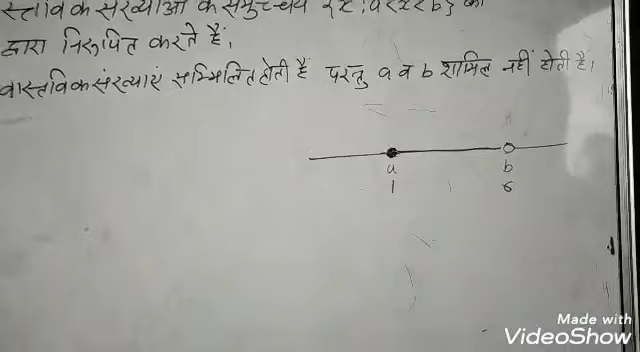 वास्तविक संख्याओं के समुच्चय {x : a<x<b} को
द्वारा निरूपित करते हैं।
वास्तविक संख्याएं सम्मिलित होती हैं परन्तु a व b शामिल नहीं होती है।
a b
1 6
Made with
VideoShow